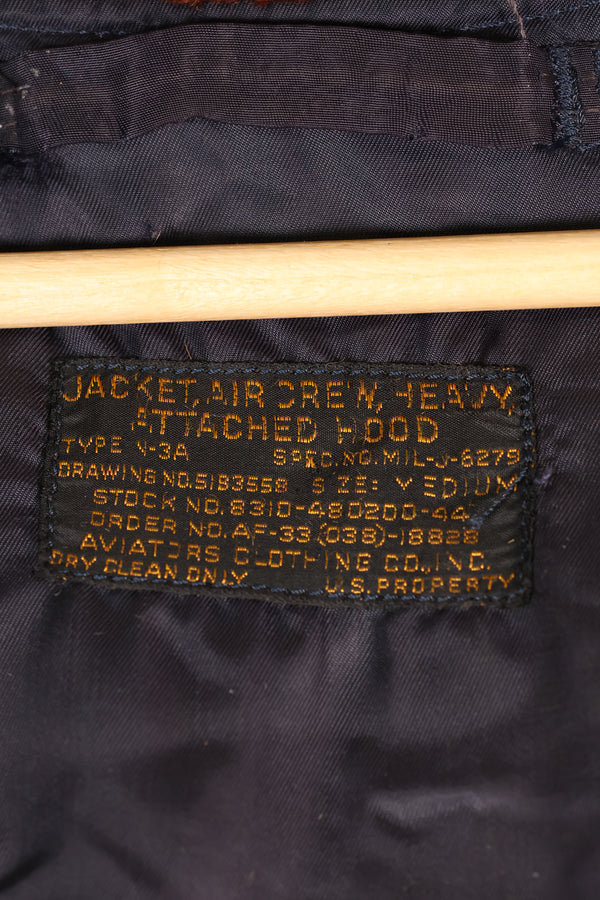 JACKET, AIR CREW, HEAVY,
ATTACHED HOOD
TYPE N-3A SPEC. NO. MIL-J-6279
DRAWING NO. 51B3558 SIZE: MEDIUM
STOCK NO. 8310-480200-44
ORDER NO. AF-33 (038)-18828
AVIATORS CLOTHING CO., INC.
DRY CLEAN ONLY U.S. PROPERTY